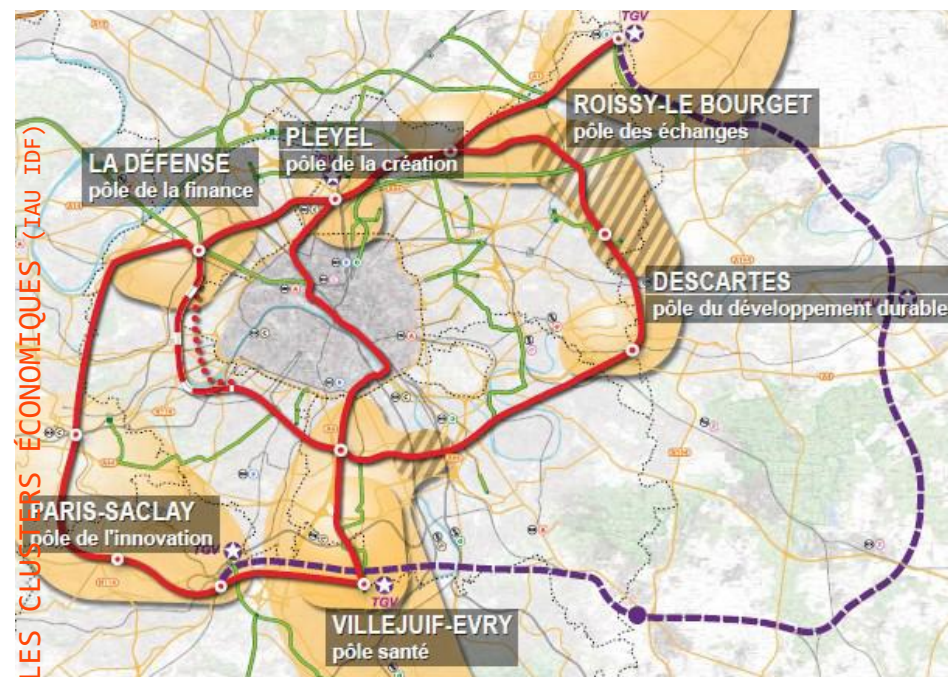 LES CLUSTERS ÉCONOMIQUES (IAU IDF)
TGV
ROISSY-LE BOURGET
pôle des échanges
PLEYEL
pôle de la création
LA DÉFENSE
pôle de la finance
TGV
DESCARTES
pôle du développement durable
TGV
PARIS-SACLAY
pôle de l'innovation
TGV
TGV
VILLEJUIF-EVRY
pôle santé